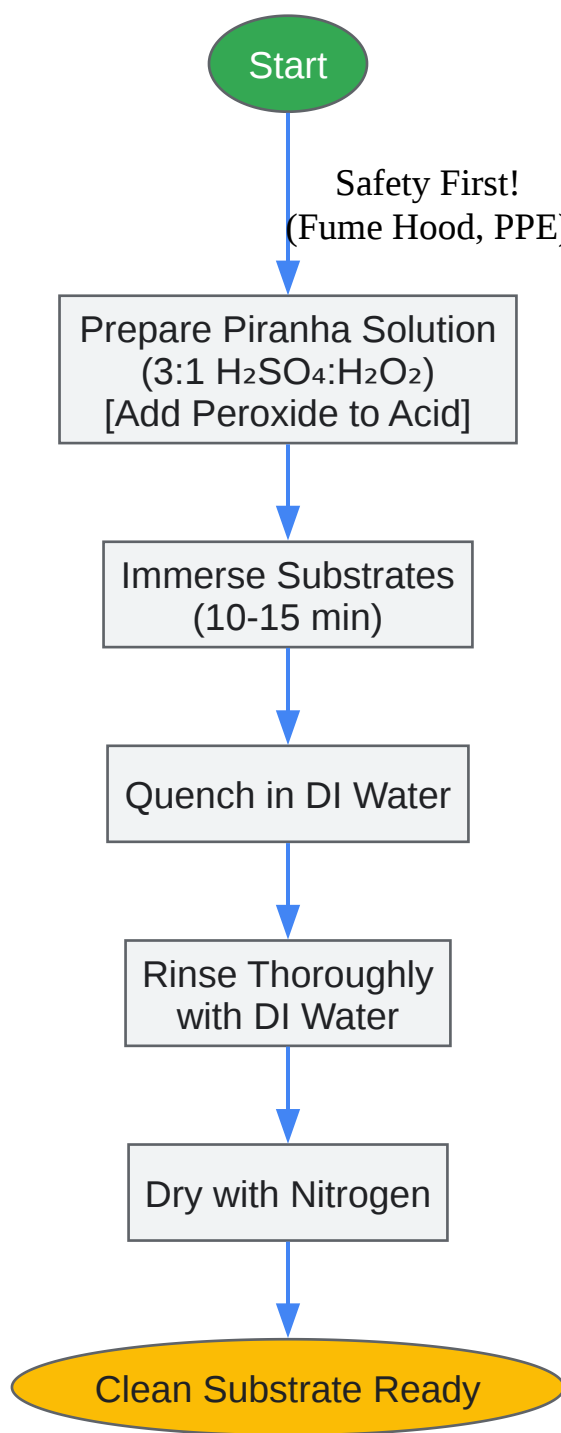 Start
Safety First!
(Fume Hood, PPE)
Prepare Piranha Solution
(3:1 H₂SO₄:H₂O₂)
[Add Peroxide to Acid]
Immerse Substrates
(10-15 min)
Quench in DI Water
Rinse Thoroughly
with DI Water
Dry with Nitrogen
Clean Substrate Ready